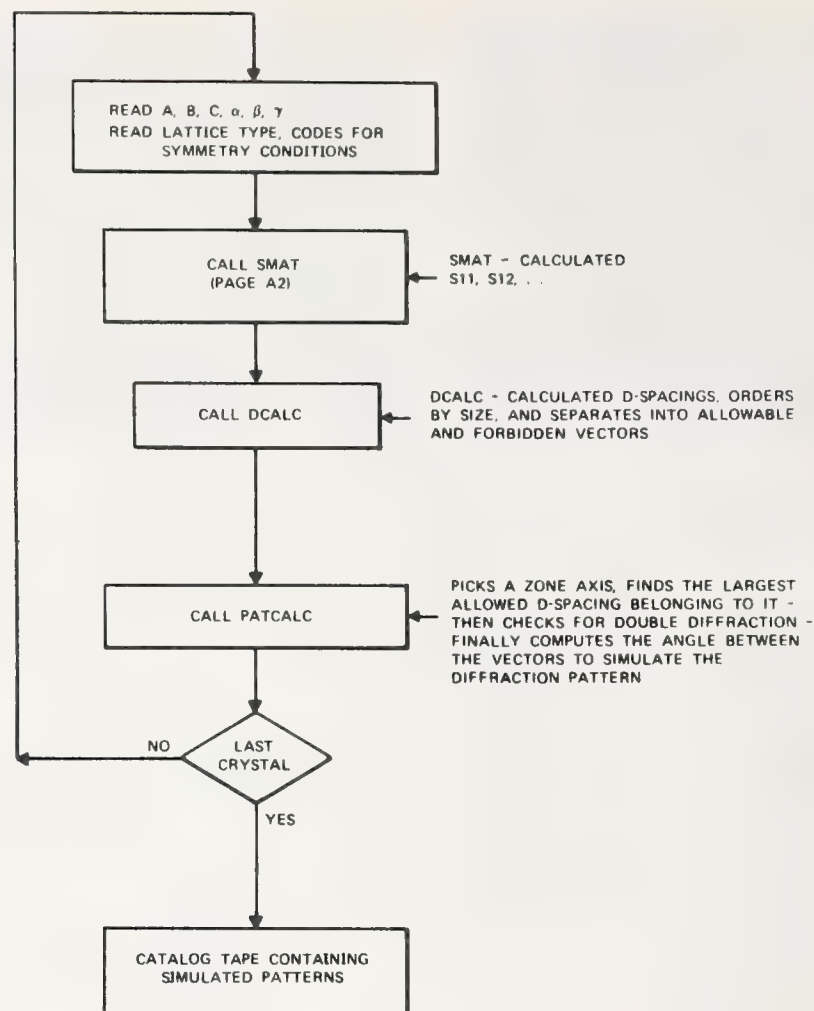 READ A, B, C, α, β, γ
READ LATTICE TYPE, CODES FOR
SYMMETRY CONDITIONS
CALL SMAT
(PAGE A2)
SMAT - CALCULATED
S11, S12, . .
CALL DCALC
DCALC - CALCULATED D-SPACINGS, ORDERS
BY SIZE, AND SEPARATES INTO ALLOWABLE
AND FORBIDDEN VECTORS
CALL PATCALC
PICKS A ZONE AXIS, FINDS THE LARGEST
ALLOWED D-SPACING BELONGING TO IT -
THEN CHECKS FOR DOUBLE DIFFRACTION -
FINALLY COMPUTES THE ANGLE BETWEEN
THE VECTORS TO SIMULATE THE
DIFFRACTION PATTERN
NO
LAST
CRYSTAL
YES
CATALOG TAPE CONTAINING
SIMULATED PATTERNS